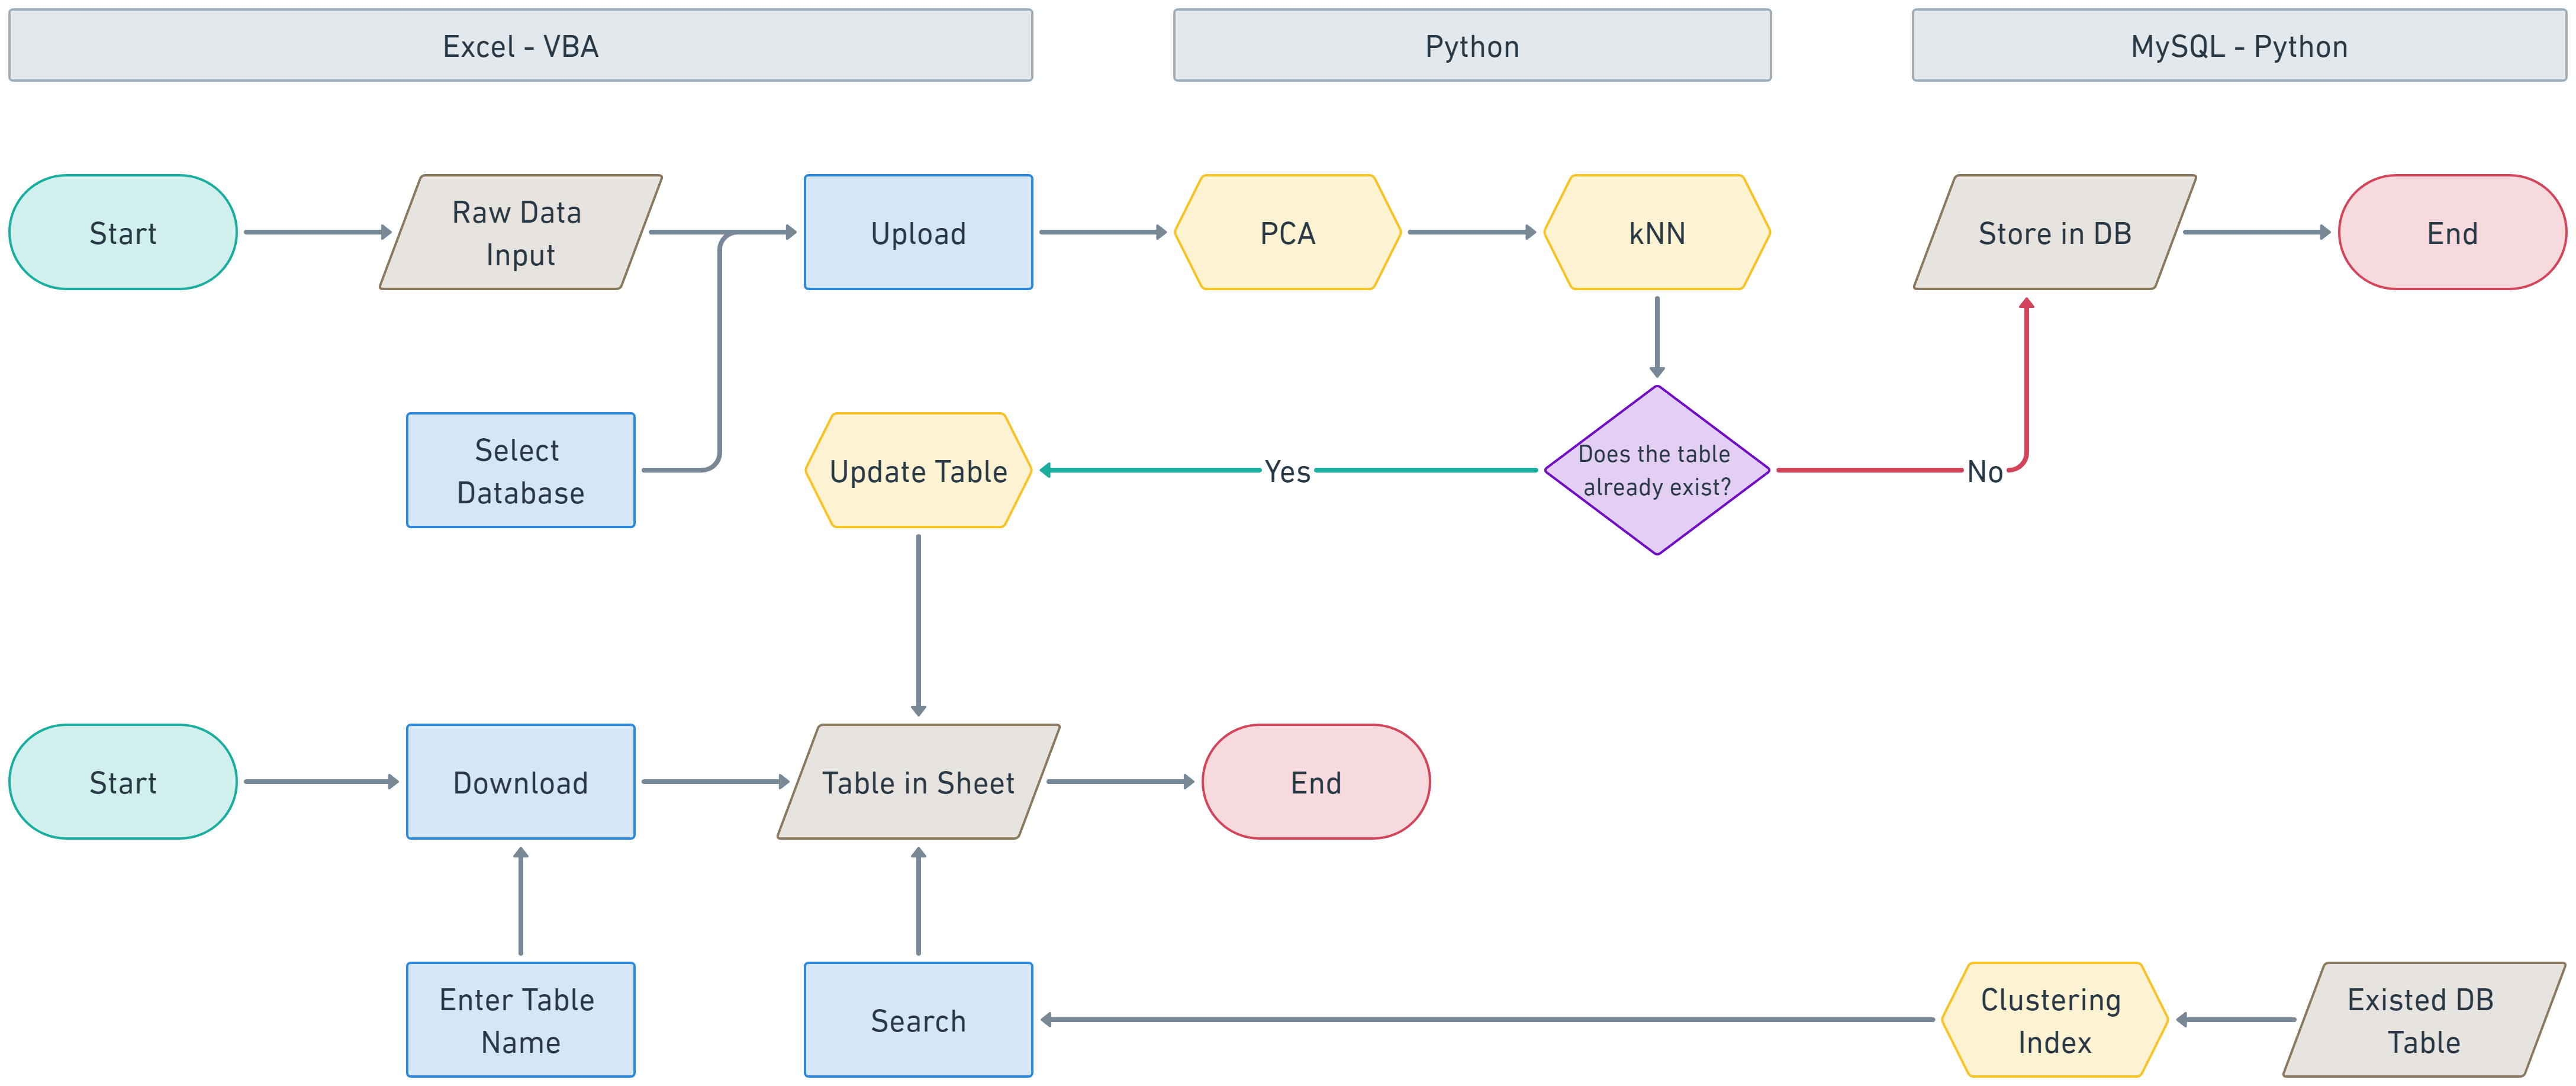 Excel - VBA
Python
MySQL - Python
Start
Raw Data
Input
Upload
PCA
kNN
Store in DB
End
Select
Database
Update Table
Yes
Does the table
already exist?
No
Start
Download
Table in Sheet
End
Enter Table
Name
Search
Clustering
Index
Existed DB
Table